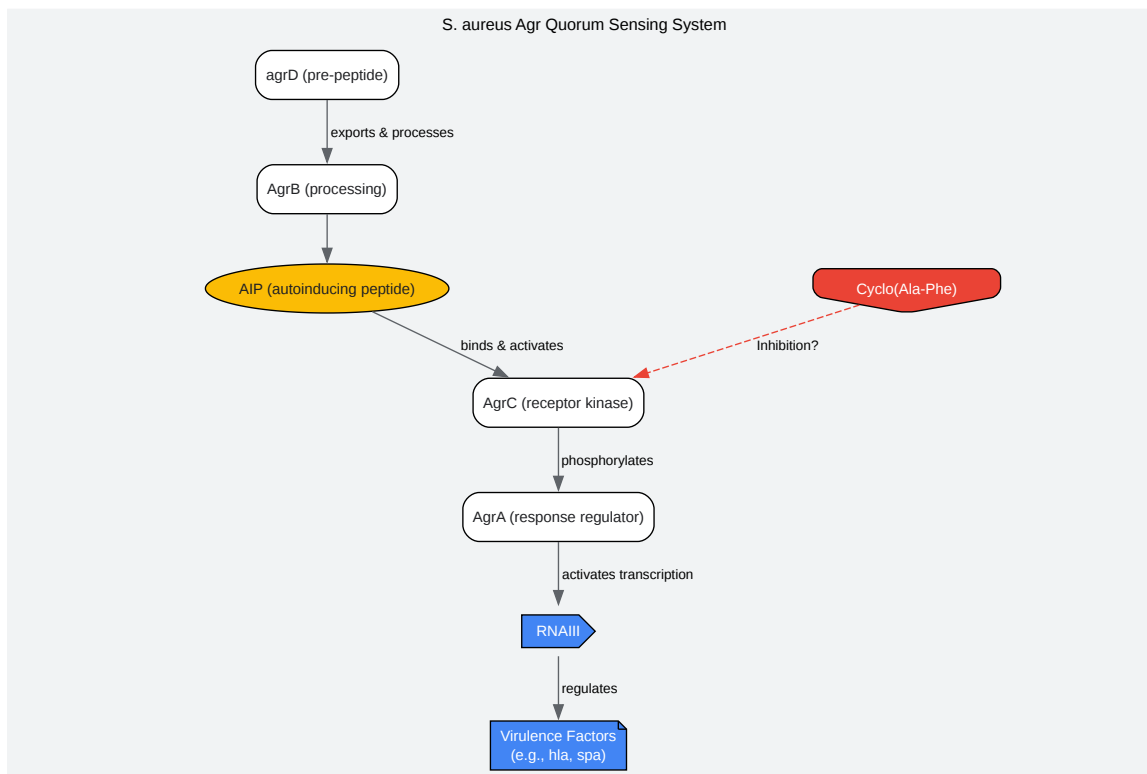 S. aureus Agr Quorum Sensing System
agrD (pre-peptide)
exports & processes
AgrB (processing)
AIP (autoinducing peptide)
Cyclo(Ala-Phe)
binds & activates
Inhibition?
AgrC (receptor kinase)
phosphorylates
AgrA (response regulator)
activates transcription
RNAIII
regulates
Virulence Factors
(e.g., hla, spa)